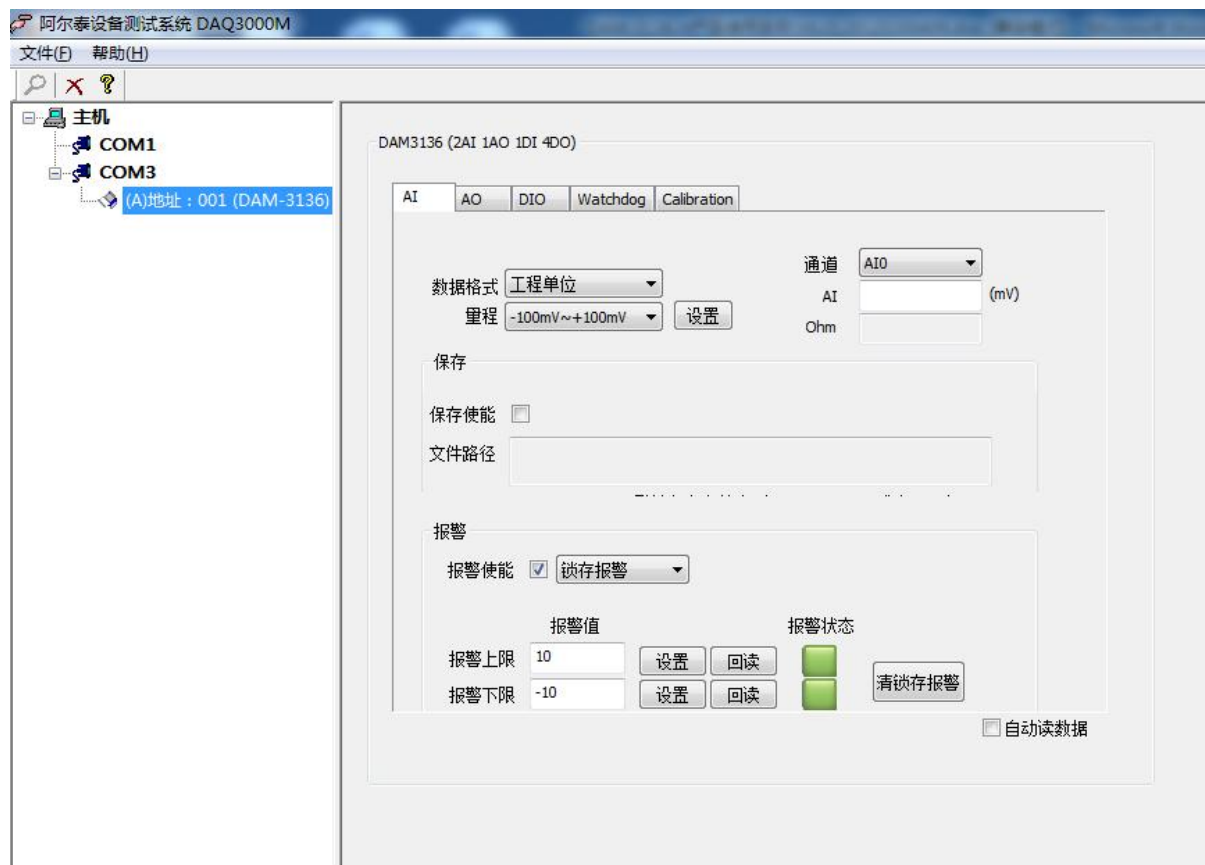 阿尔泰设备测试系统 DAQ3000M
文件(F) 帮助(H)
主机
COM1
COM3
(A)地址：001 (DAM-3136)
DAM3136 (2AI 1AO 1DI 4DO)
AI AO DIO Watchdog Calibration
通道 AI0
数据格式 工程单位
AI (mV)
量程 -100mV~+100mV 设置
Ohm
保存
保存使能
文件路径
报警
报警使能 锁存报警
报警值 报警状态
报警上限 10 设置 回读
清锁存报警
报警下限 -10 设置 回读
自动读数据